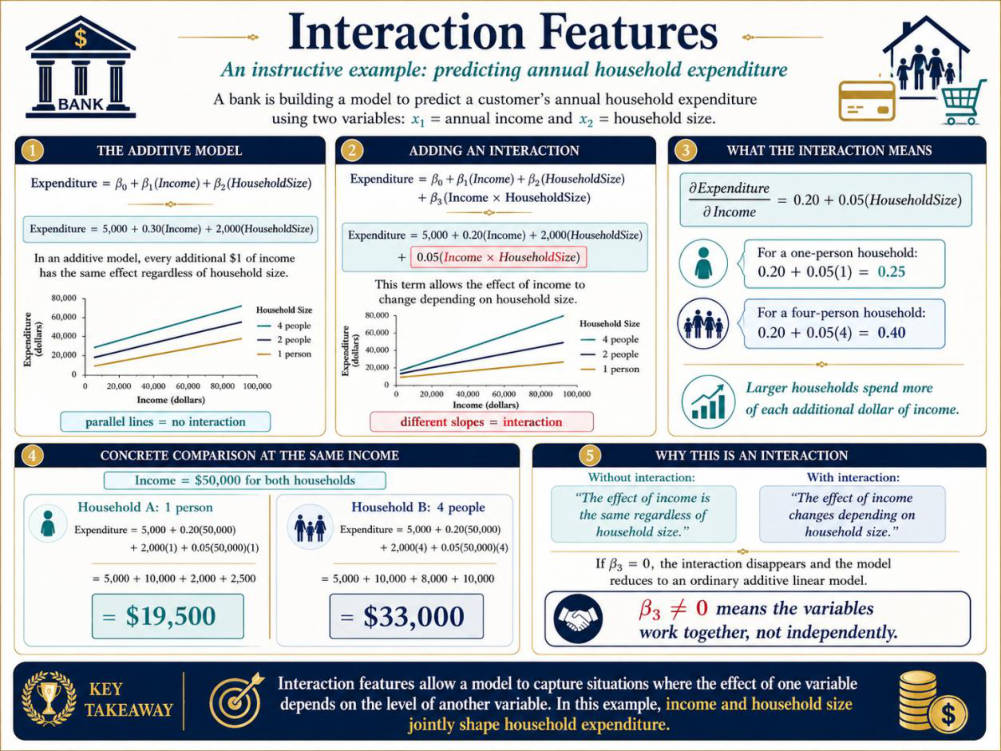 $
BANK
Interaction Features
An instructive example: predicting annual household expenditure
A bank is building a model to predict a customer's annual household expenditure
using two variables: x₁ = annual income and x₂ = household size.
1
THE ADDITIVE MODEL
Expenditure = β₀ + β₁(Income) + β₂(HouseholdSize)
Expenditure = 5,000 + 0.30(Income) + 2,000(HouseholdSize)
In an additive model, every additional $1 of income
has the same effect regardless of household size.
Expenditure
(dollars)
80,000
60,000
40,000
20,000
0
0 20,000 40,000 60,000 80,000 100,000
Income (dollars)
Household Size
4 people
2 people
1 person
parallel lines = no interaction
2
ADDING AN INTERACTION
Expenditure = β₀ + β₁(Income) + β₂(HouseholdSize)
+ β₃(Income × HouseholdSize)
Expenditure = 5,000 + 0.20(Income) + 2,000(HouseholdSize)
+ 0.05(Income × HouseholdSize)
This term allows the effect of income to
change depending on household size.
Expenditure
(dollars)
80,000
60,000
40,000
20,000
0
0 20,000 40,000 60,000 80,000 100,000
Income (dollars)
Household Size
4 people
2 people
1 person
different slopes = interaction
3
WHAT THE INTERACTION MEANS
∂Expenditure
∂Income
= 0.20 + 0.05(HouseholdSize)
For a one-person household:
0.20 + 0.05(1) = 0.25
For a four-person household:
0.20 + 0.05(4) = 0.40
Larger households spend more
of each additional dollar of income.
4
CONCRETE COMPARISON AT THE SAME INCOME
Income = $50,000 for both households
Household A: 1 person
Expenditure = 5,000 + 0.20(50,000)
+ 2,000(1) + 0.05(50,000)(1)
= 5,000 + 10,000 + 2,000 + 2,500
= $19,500
Household B: 4 people
Expenditure = 5,000 + 0.20(50,000)
+ 2,000(4) + 0.05(50,000)(4)
= 5,000 + 10,000 + 8,000 + 10,000
= $33,000
5
WHY THIS IS AN INTERACTION
Without interaction:
"The effect of income is
the same regardless of
household size."
With interaction:
"The effect of income
changes depending on
household size."
If β₃ = 0, the interaction disappears and the model
reduces to an ordinary additive linear model.
β₃ ≠ 0 means the variables
work together, not independently.
KEY
TAKEAWAY
Interaction features allow a model to capture situations where the effect of one variable
depends on the level of another variable. In this example, income and household size
jointly shape household expenditure.
$